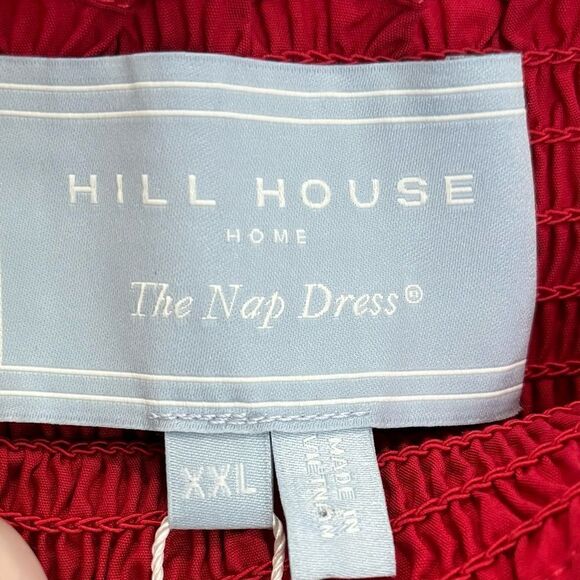 HILL HOUSE
HOME
The Nap Dress®
XXL
MADE IN
VIETNAM